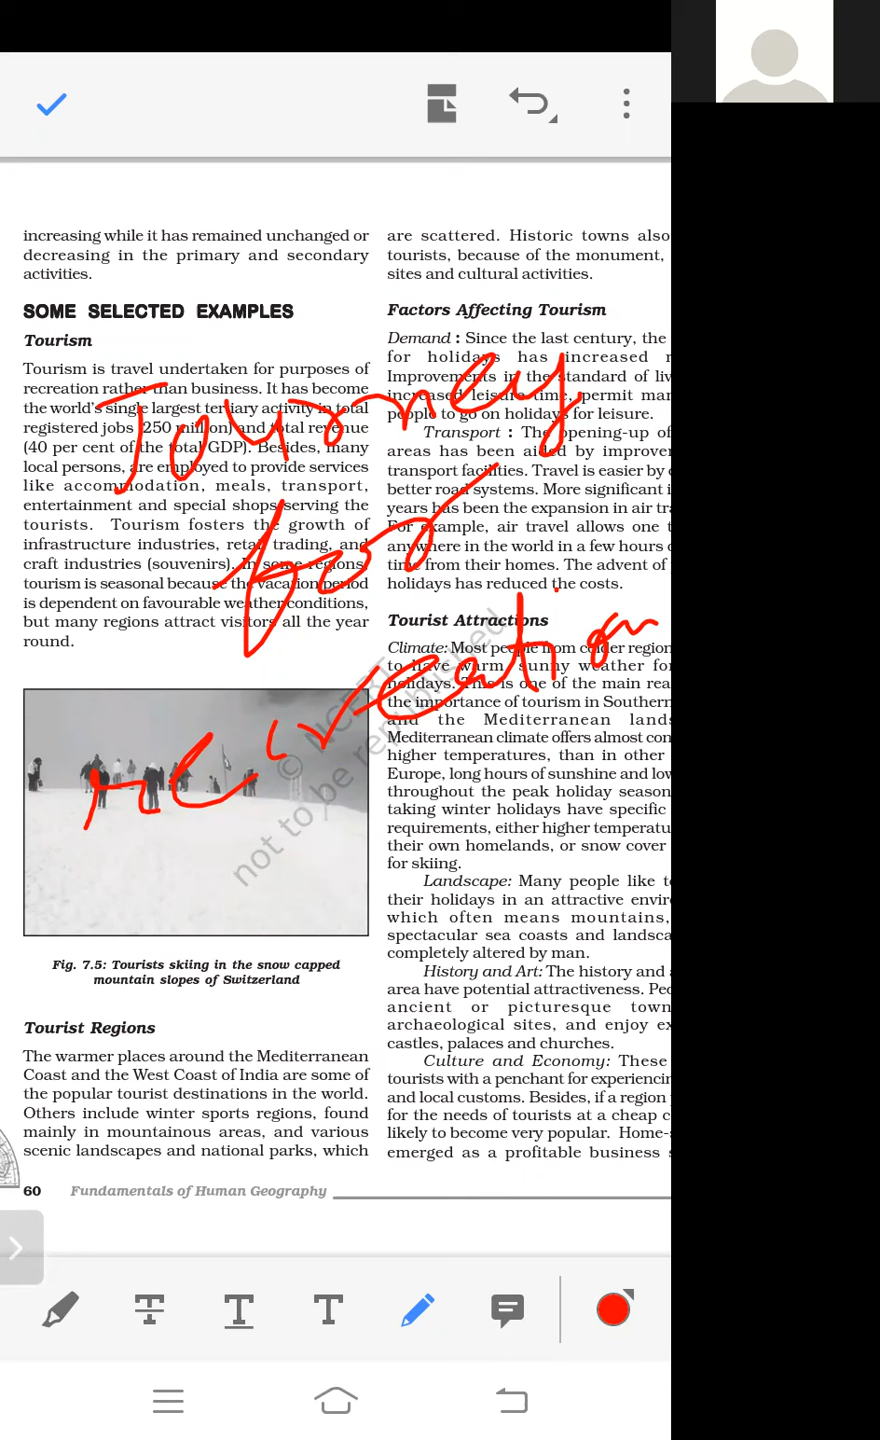 increasing while it has remained unchanged or
decreasing in the primary and secondary
activities.
SOME SELECTED EXAMPLES
Tourism
Tourism is travel undertaken for purposes of
recreation rather than business. It has become
the world's single largest tertiary activity in total
registered jobs (250 million) and total revenue
(40 per cent of the total GDP). Besides, many
local persons, are employed to provide services
like accommodation, meals, transport,
entertainment and special shops serving the
tourists. Tourism fosters the growth of
infrastructure industries, retail trading, and
craft industries (souvenirs). In some regions,
tourism is seasonal because the vacation period
is dependent on favourable weather conditions,
but many regions attract visitors all the year
round.
Fig. 7.5: Tourists skiing in the snow capped
mountain slopes of Switzerland
Tourist Regions
The warmer places around the Mediterranean
Coast and the West Coast of India are some of
the popular tourist destinations in the world.
Others include winter sports regions, found
mainly in mountainous areas, and various
scenic landscapes and national parks, which
are scattered. Historic towns also
tourists, because of the monument,
sites and cultural activities.
Factors Affecting Tourism
Demand : Since the last century, the
for holidays has increased
Improvements in the standard of
increased leisure time, permit
people to go on holidays for leisure.
Transport : The opening-up of
areas has been aided by
transport facilities. Travel is easier by
better road systems. More significant
years has been the expansion in air
For example, air travel allows one
anywhere in the world in a few hours
time from their homes. The advent of
holidays has reduced the costs.
Tourist Attractions
Climate: Most people from colder
to have warm, sunny weather
holidays. This is one of the main
the importance of tourism in Southern
and the Mediterranean
Mediterranean climate offers almost
higher temperatures, than in other
Europe, long hours of sunshine and
throughout the peak holiday season
taking winter holidays have specific
requirements, either higher
their own homelands, or snow cover
for skiing.
Landscape: Many people like
their holidays in an attractive
which often means mountains,
spectacular sea coasts and
completely altered by man.
History and Art: The history and
area have potential attractiveness.
ancient or picturesque
archaeological sites, and enjoy
castles, palaces and churches.
Culture and Economy: These
tourists with a penchant for
and local customs. Besides, if a region
for the needs of tourists at a cheap
likely to become very popular.
emerged as a profitable business
Journey
for
recreation
© NCERT
not to be republished
60 Fundamentals of Human Geography